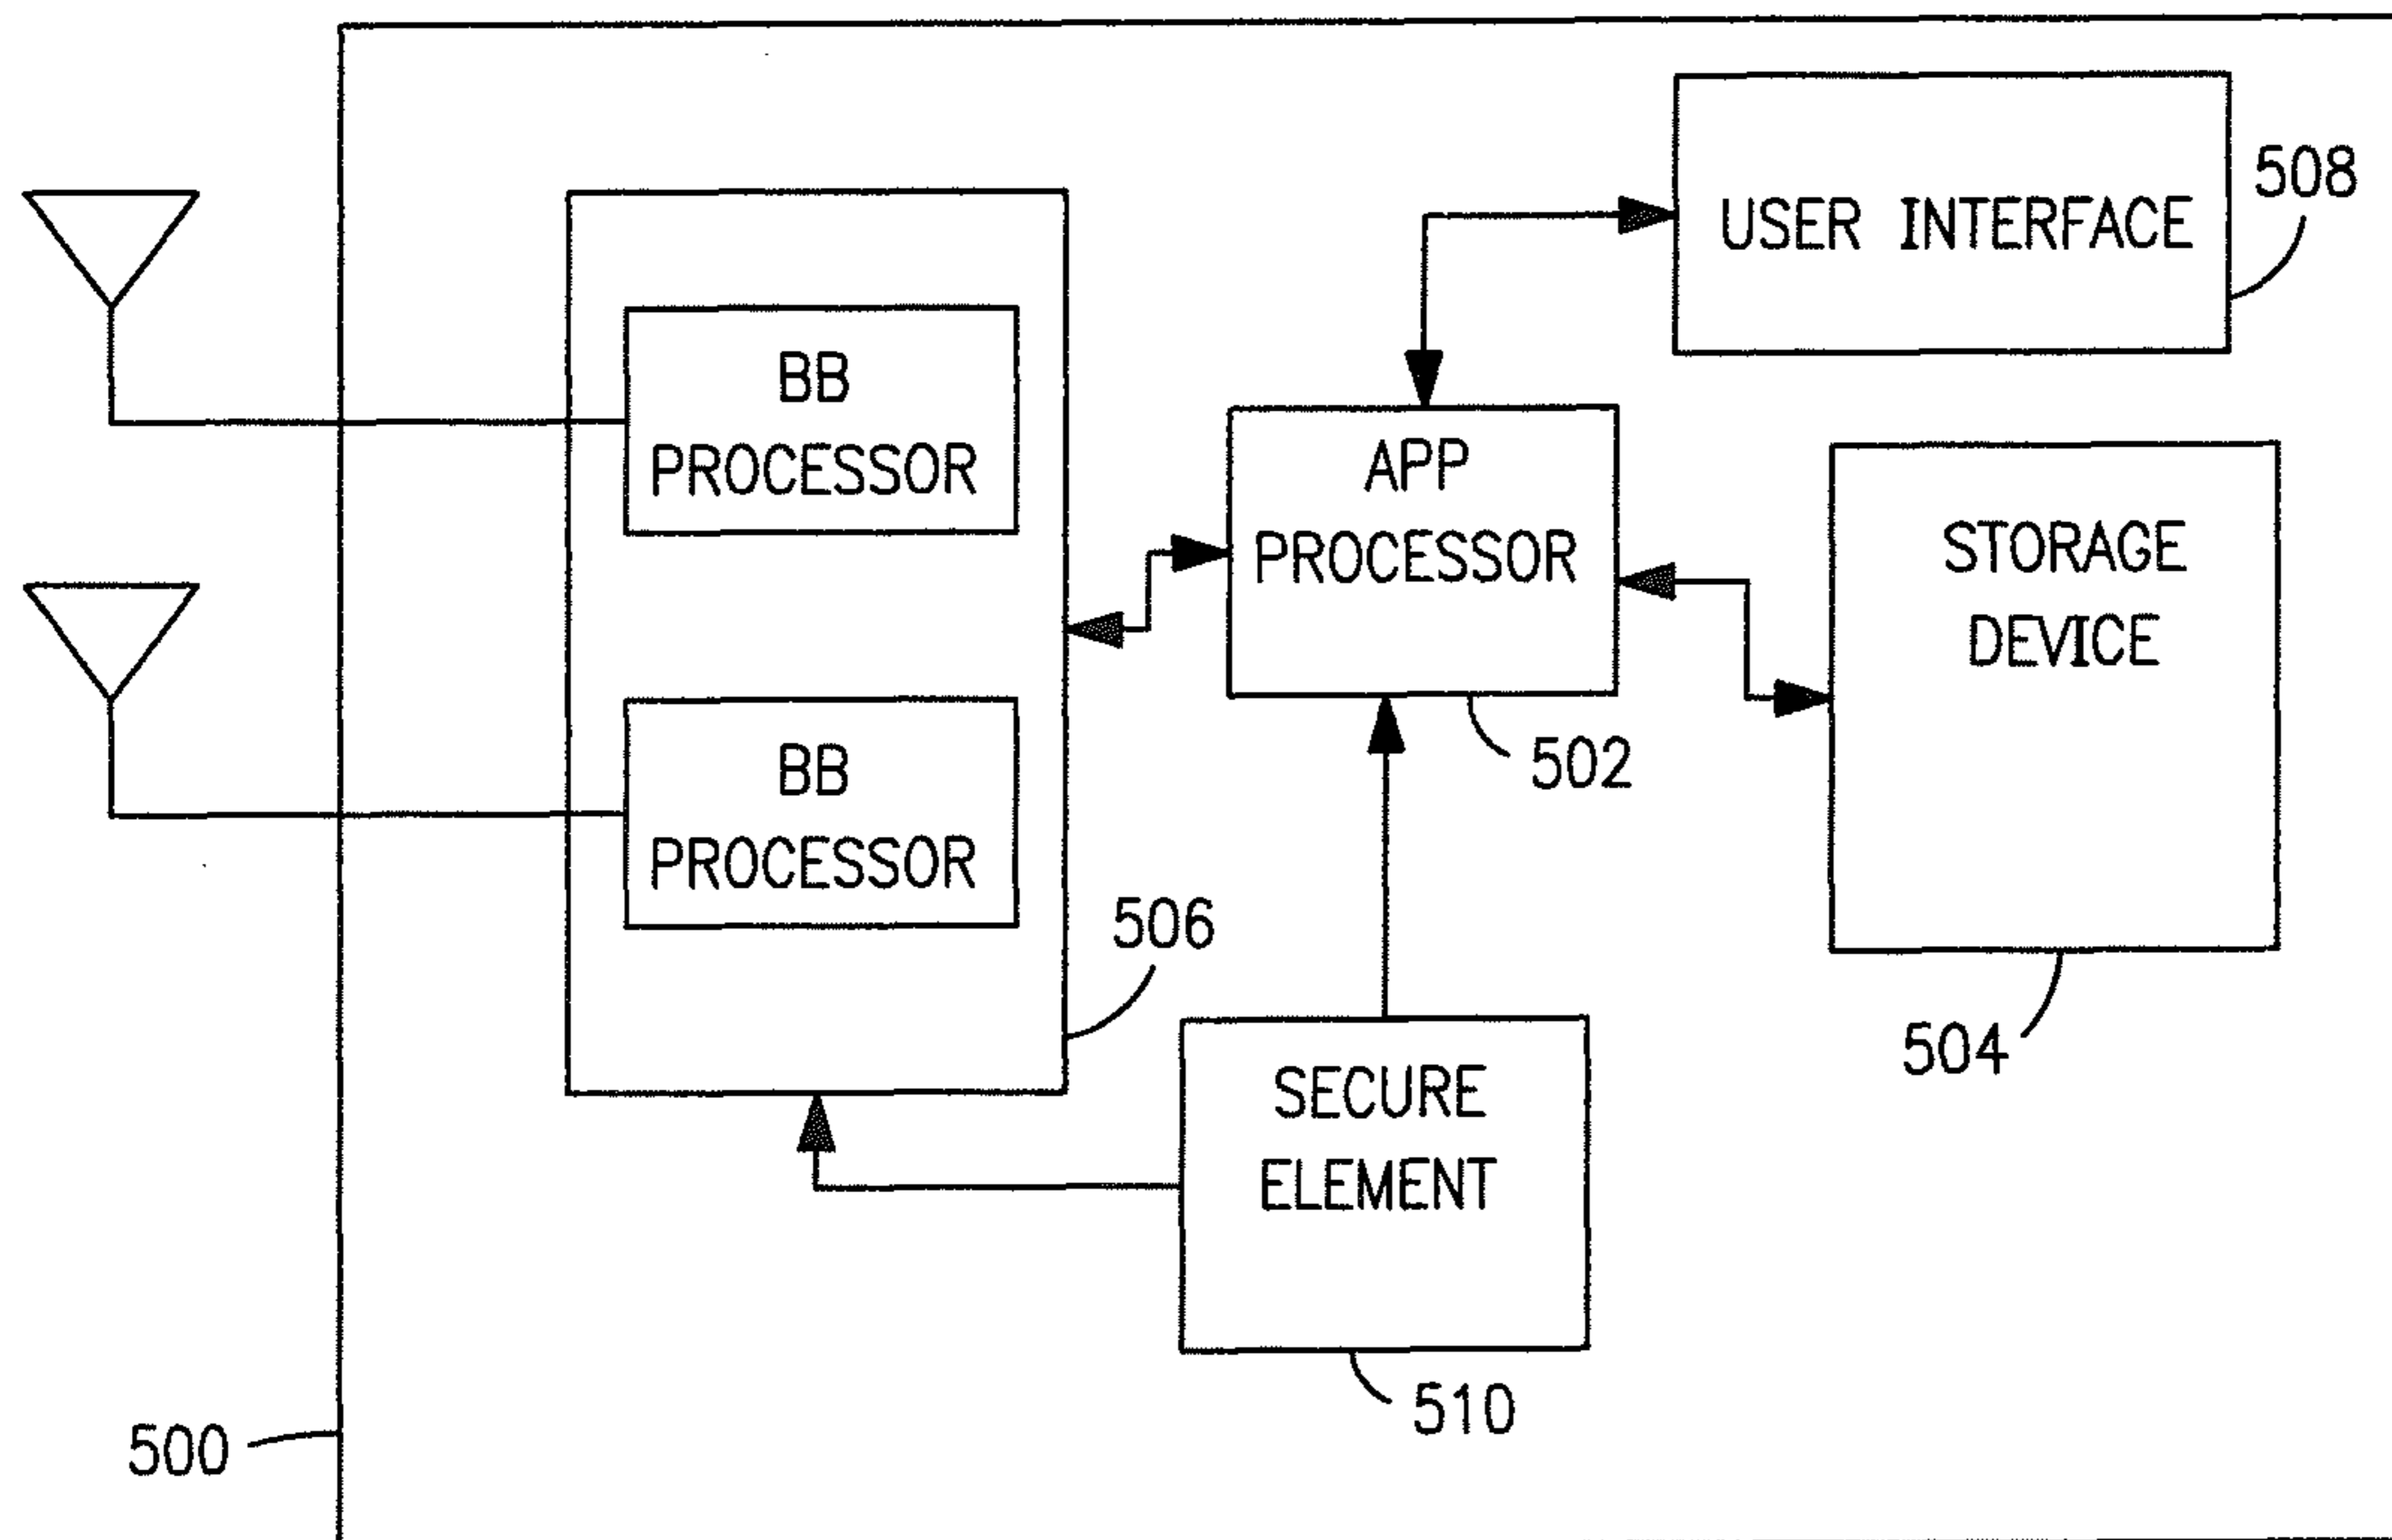 508
USER INTERFACE
BB
PROCESSOR
APP
PROCESSOR
502
STORAGE
DEVICE
504
BB
PROCESSOR
506
SECURE
ELEMENT
510
500